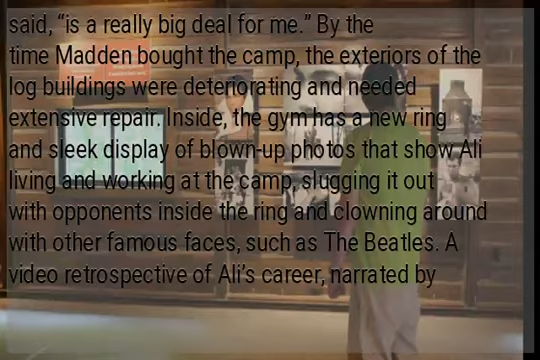 said, “is a really big deal for me.” By the
time Madden bought the camp, the exteriors of the
log buildings were deteriorating and needed
extensive repair. Inside, the gym has a new ring
and sleek display of blown-up photos that show Ali
living and working at the camp, slugging it out
with opponents inside the ring and clowning around
with other famous faces, such as The Beatles. A
video retrospective of Ali’s career, narrated by